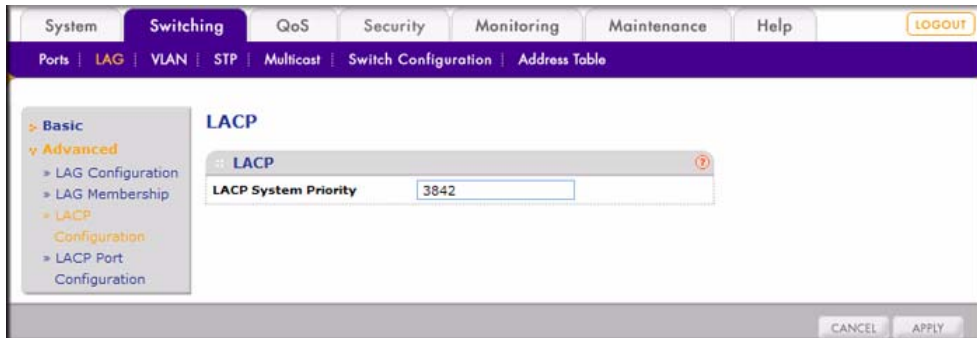 System Switching QoS Security Monitoring Maintenance Help LOGOUT
Ports LAG VLAN STP Multicast Switch Configuration Address Table
Basic
Advanced
» LAG Configuration
» LAG Membership
» LACP
Configuration
» LACP Port
Configuration
LACP
LACP ?
LACP System Priority 3842
CANCEL APPLY